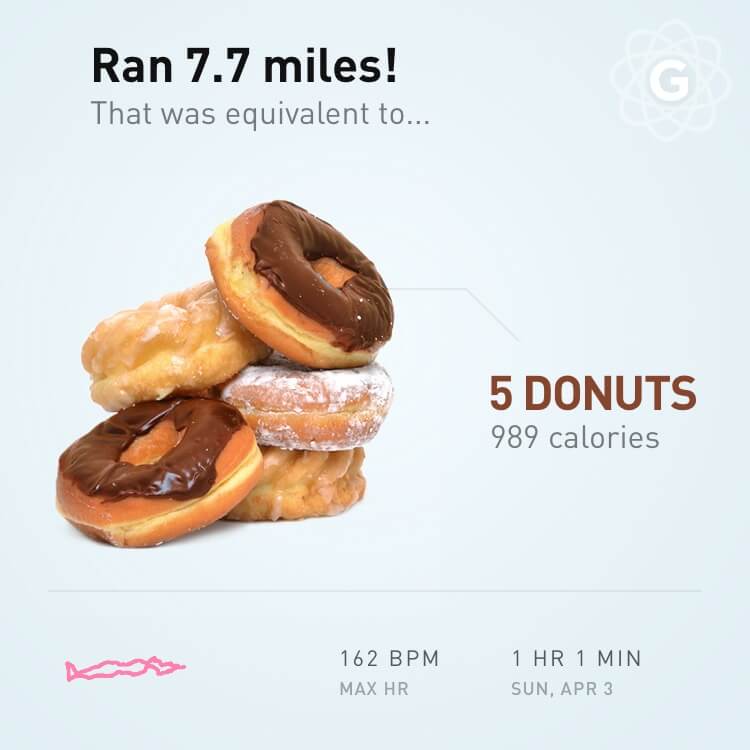 Ran 7.7 miles!
That was equivalent to...
G
5 DONUTS
989 calories
162 BPM
1 HR 1 MIN
MAX HR
SUN, APR 3